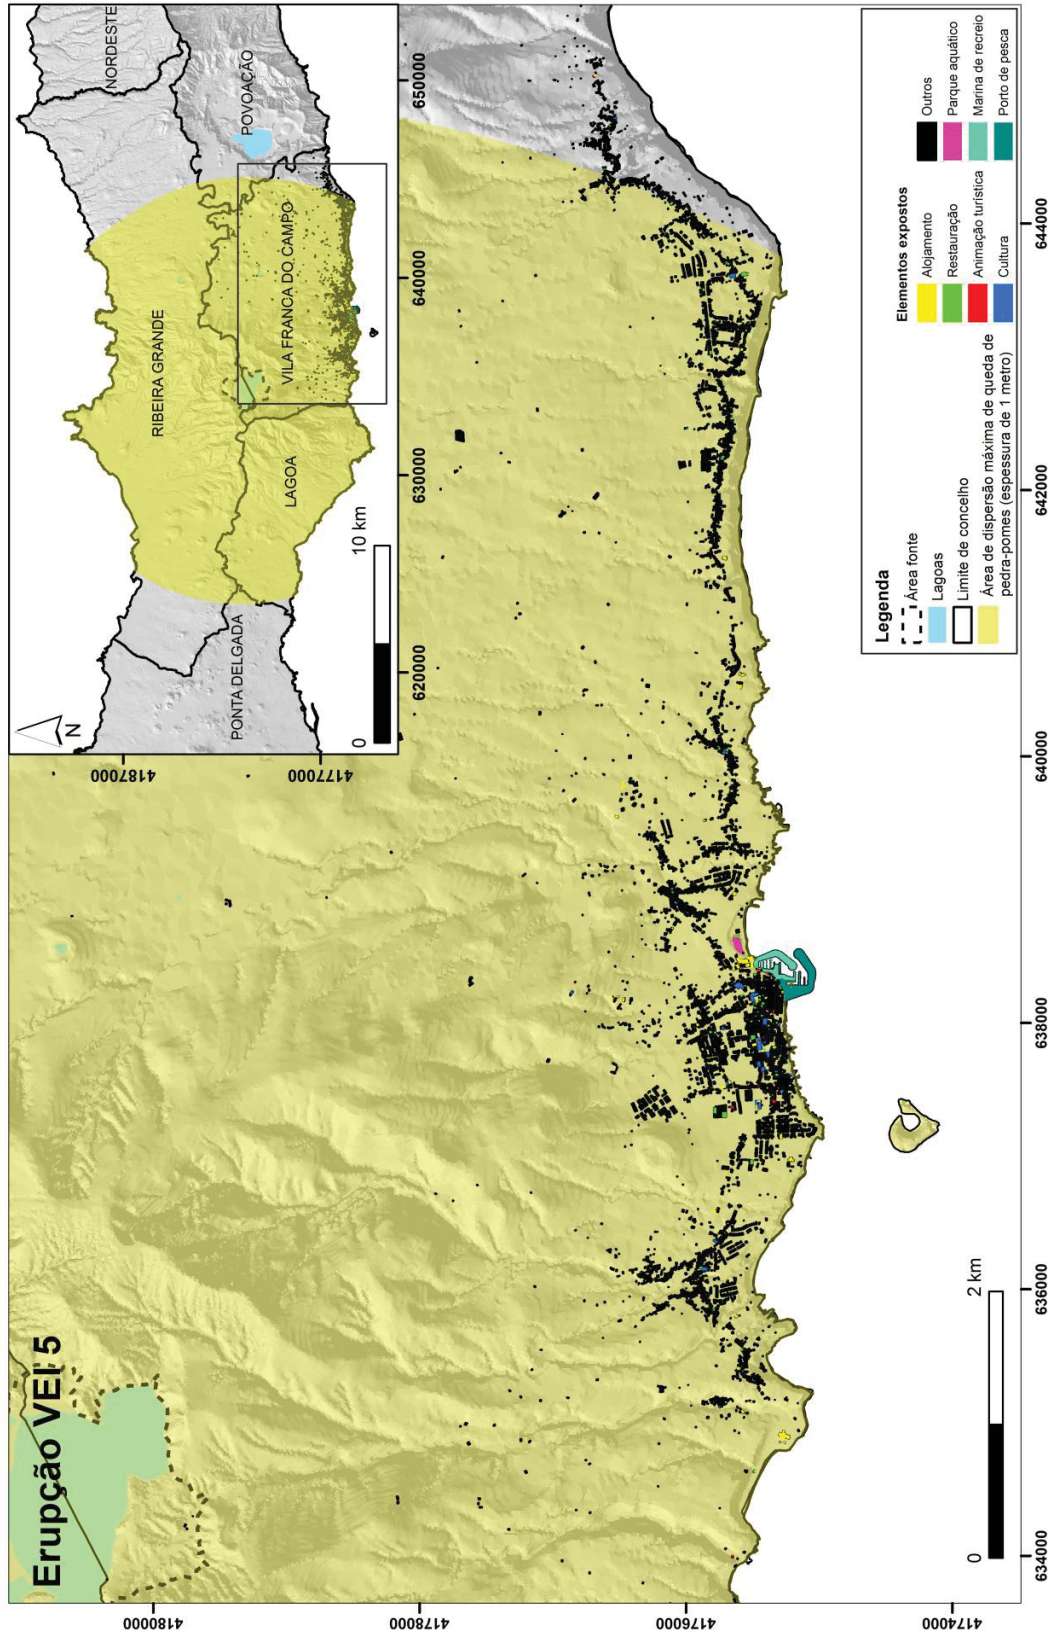 Erupção VEI 5
N
NORDESTE
POVOAÇÃO
RIBEIRA GRANDE
VILA FRANCA DO CAMPO
LAGOA
PONTA DELGADA
0
10 km
4187000
4177000
620000
630000
640000
650000
4180000
4178000
4176000
4174000
634000
636000
638000
640000
642000
644000
0
2 km
Legenda
Área fonte
Lagoas
Limite de concelho
Área de dispersão máxima de queda de
pedra-pomes (espessura de 1 metro)
Elementos expostos
Alojamento
Restauração
Animação turística
Cultura
Outros
Parque aquático
Marina de recreio
Porto de pesca